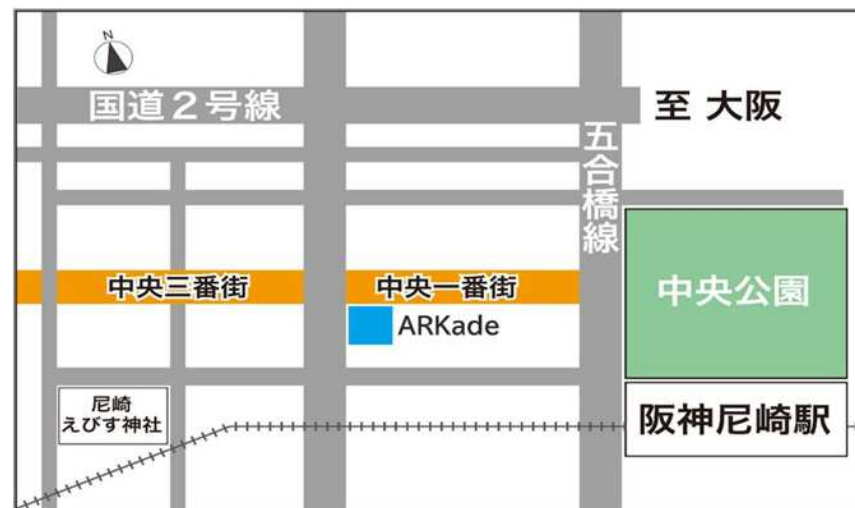 N
国道2号線
至 大阪
五合橋線
中央三番街
中央一番街
中央公園
ARKade
尼崎
えびす神社
阪神尼崎駅